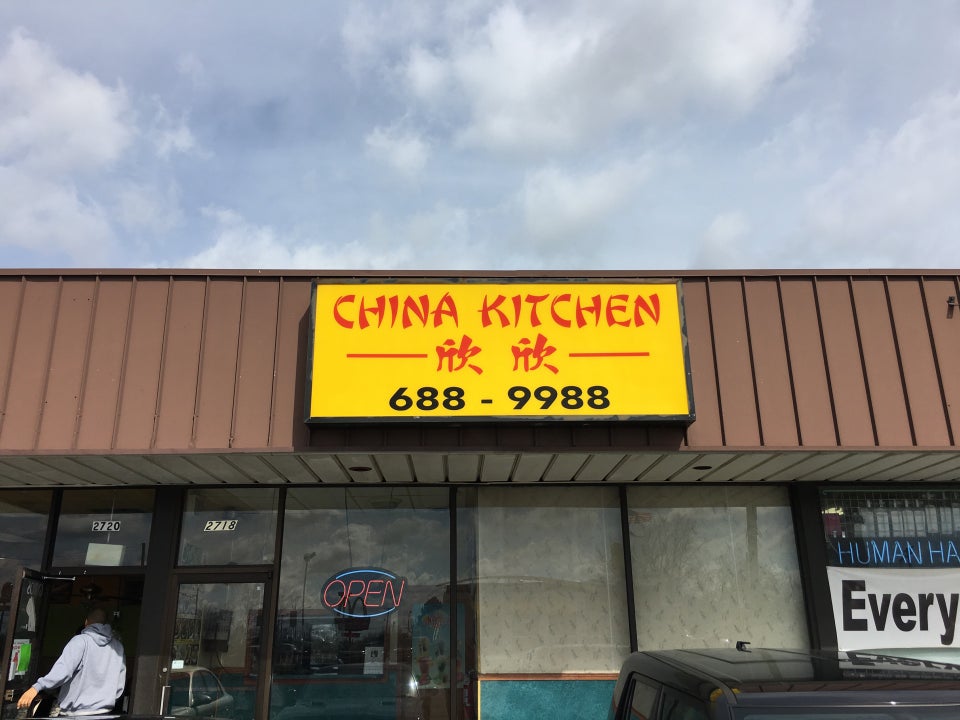 CHINA KITCHEN
欣 欣
688 - 9988
2720
2718
OPEN
HUMAN HA
Every